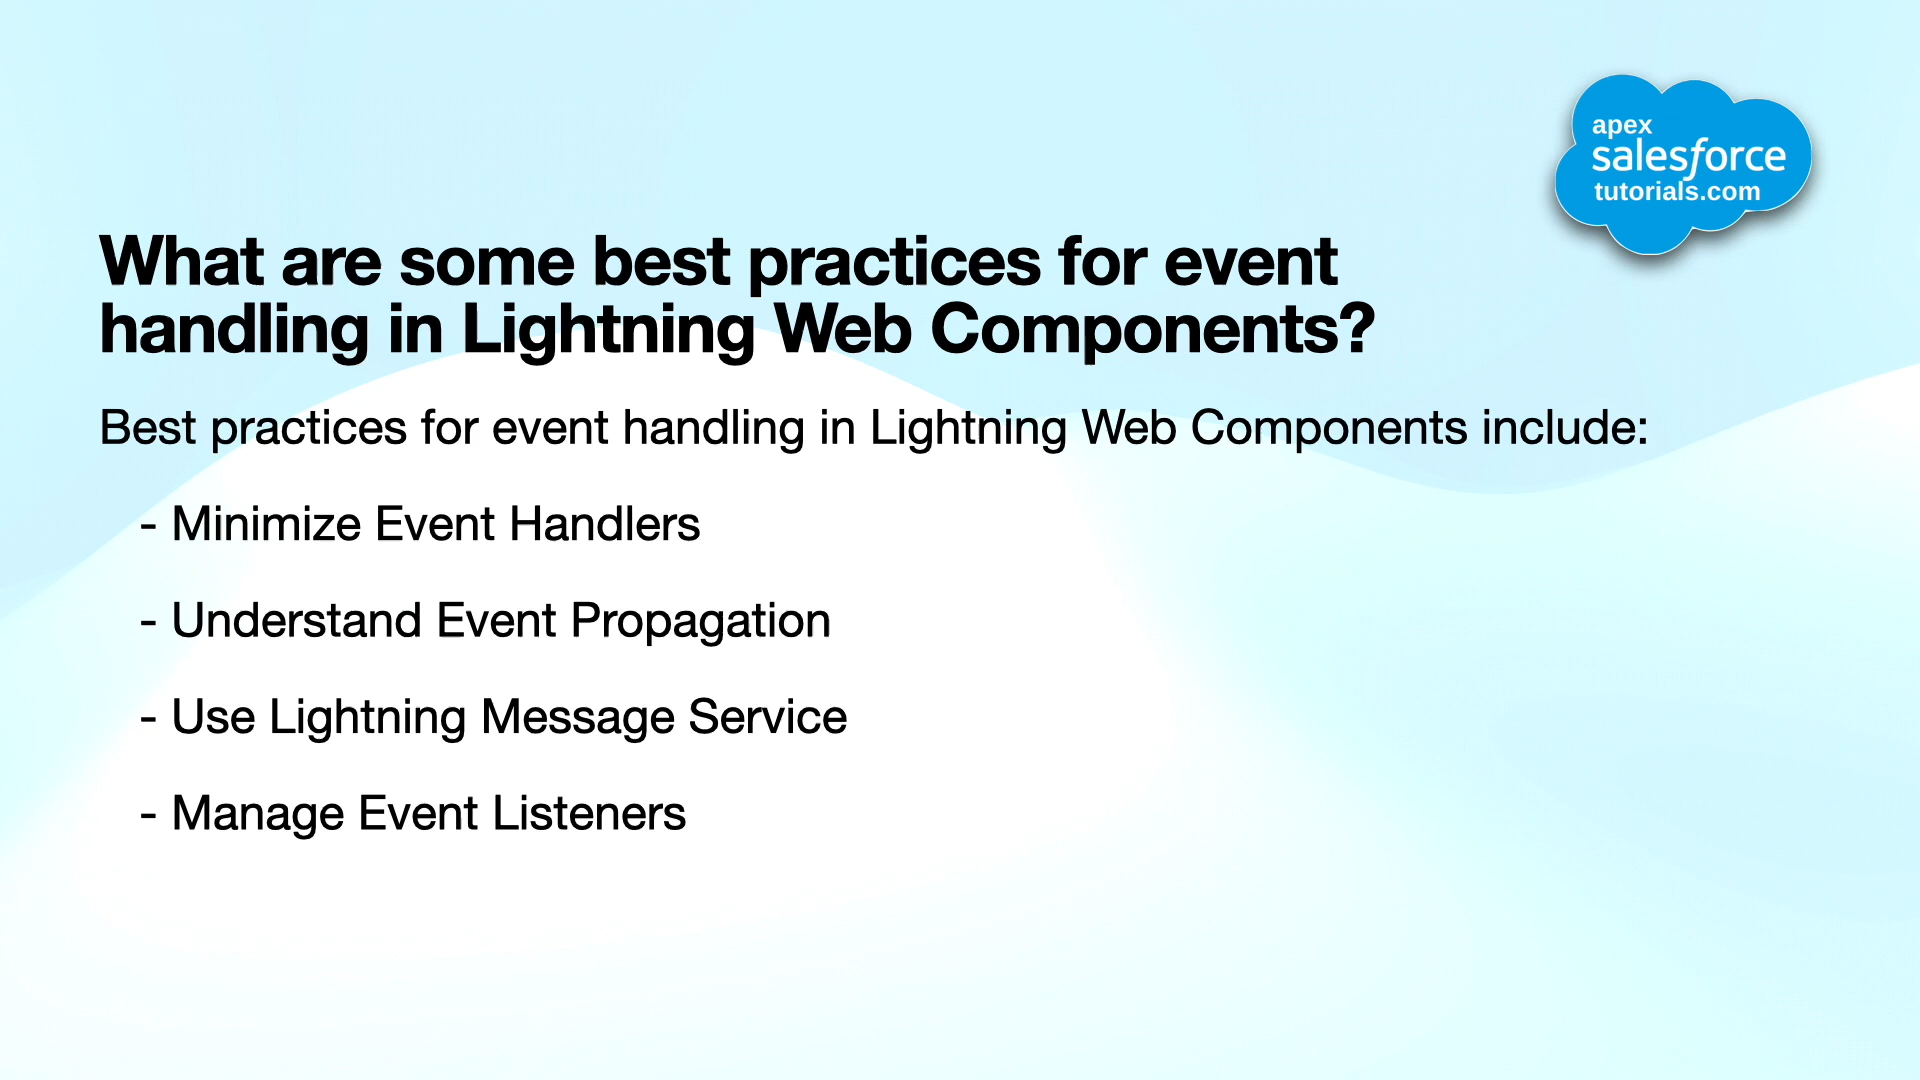 apex
salesforce
tutorials.com
What are some best practices for event
handling in Lightning Web Components?
Best practices for event handling in Lightning Web Components include:
- Minimize Event Handlers
- Understand Event Propagation
- Use Lightning Message Service
- Manage Event Listeners